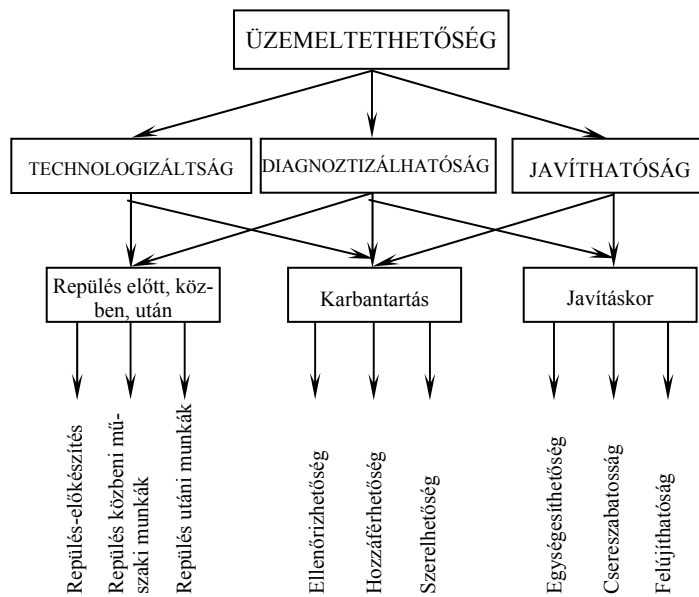 ÜZEMELTETHETŐSÉG
TECHNOLOGIZÁLTSÁG
DIAGNOZTIZÁLHATÓSÁG
JAVÍTHATÓSÁG
Repülés előtt, köz-
ben, után
Karbantartás
Javításkor
Repülés-előkészítés
Repülés közbeni mű-
szaki munkák
Repülés utáni munkák
Ellenőrizhetőség
Hozzáférhetőség
Szerelhetőség
Egységesíthetőség
Csereszabatosság
Felújíthatóság